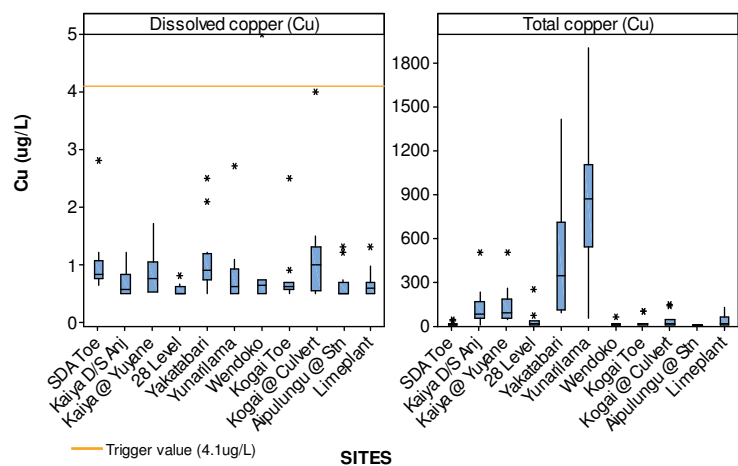 Dissolved copper (Cu)
Total copper (Cu)
Cu (ug/L)
5
4
3
2
1
0
1800
1500
1200
900
600
300
0
SDA Toe
Kaiya D/S Anj
Kaiya @ Yuyane
28 Level
Yakatabari
Yunarilama
Wendoko
Kogai Toe
Kogai @ Culvert
Aipulungu @ Stn
Limeplant
SDA Toe
Kaiya D/S Anj
Kaiya @ Yuyane
28 Level
Yakatabari
Yunarilama
Wendoko
Kogai Toe
Kogai @ Culvert
Aipulungu @ Stn
Limeplant
Trigger value (4.1ug/L)
SITES